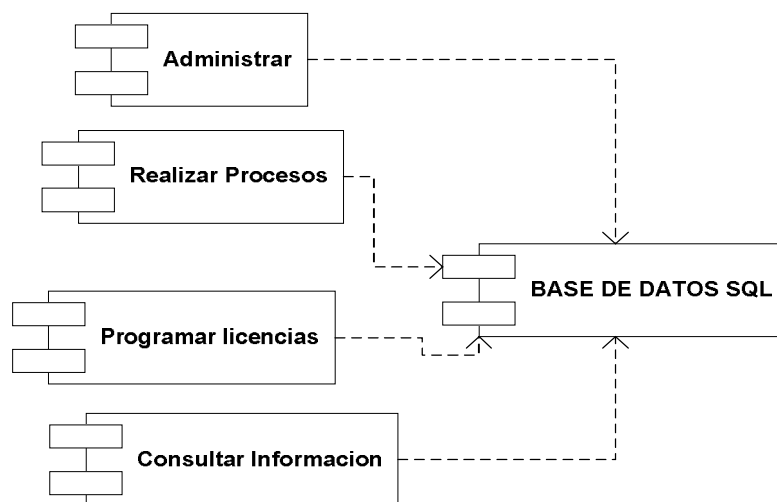 Administrar
Realizar Procesos
BASE DE DATOS SQL
Programar licencias
Consultar Informacion